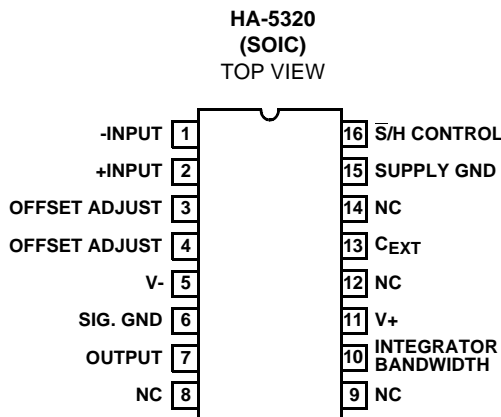 HA-5320
(SOIC)
TOP VIEW
-INPUT 1
+INPUT 2
OFFSET ADJUST 3
OFFSET ADJUST 4
V- 5
SIG. GND 6
OUTPUT 7
NC 8
16 S̅/H CONTROL
15 SUPPLY GND
14 NC
13 CEXT
12 NC
11 V+
10 INTEGRATOR
BANDWIDTH
9 NC